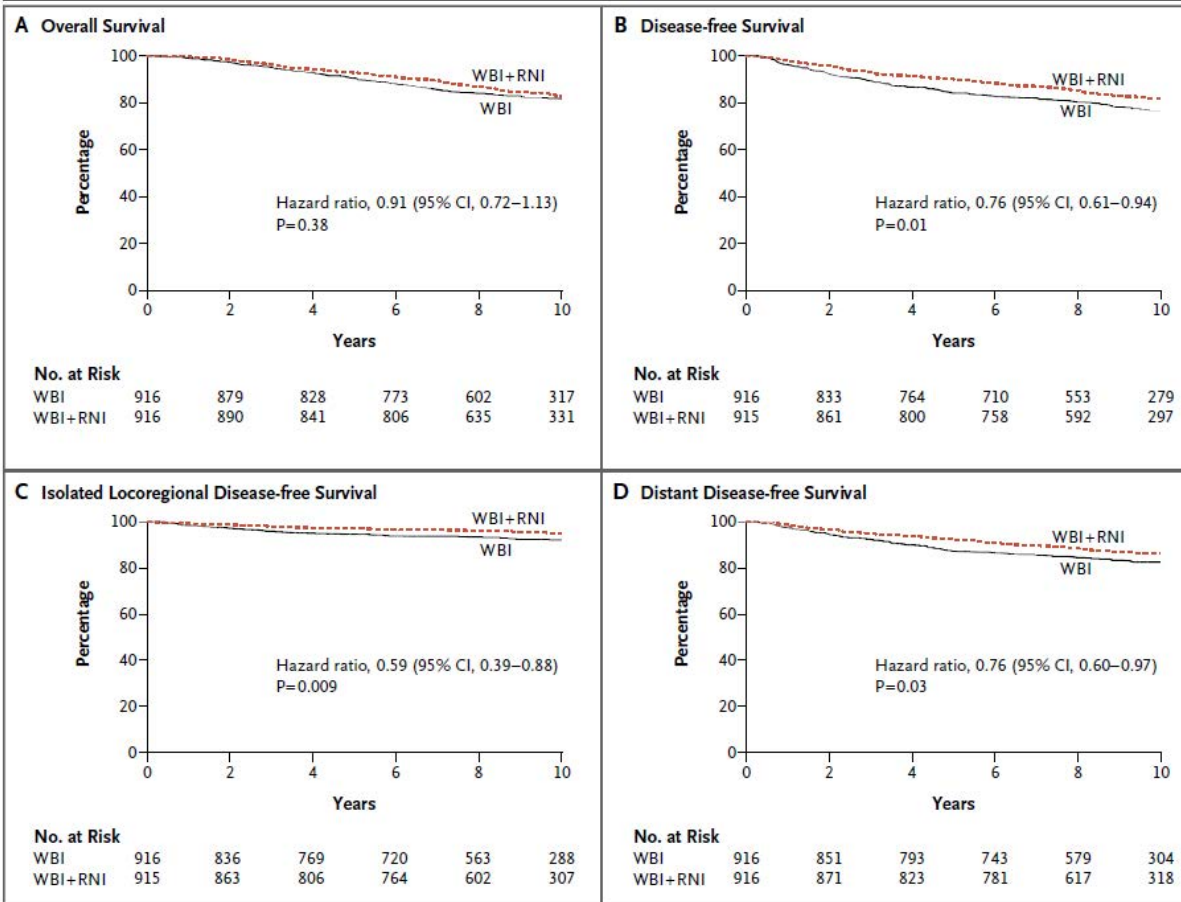 A Overall Survival
100
80
60
40
20
0
Percentage
WBI+RNI
WBI
Hazard ratio, 0.91 (95% CI, 0.72–1.13)
P=0.38
0 2 4 6 8 10
Years
No. at Risk
WBI 916 879 828 773 602 317
WBI+RNI 916 890 841 806 635 331
B Disease-free Survival
100
80
60
40
20
0
Percentage
WBI+RNI
WBI
Hazard ratio, 0.76 (95% CI, 0.61–0.94)
P=0.01
0 2 4 6 8 10
Years
No. at Risk
WBI 916 833 764 710 553 279
WBI+RNI 915 861 800 758 592 297
C Isolated Locoregional Disease-free Survival
100
80
60
40
20
0
Percentage
WBI+RNI
WBI
Hazard ratio, 0.59 (95% CI, 0.39–0.88)
P=0.009
0 2 4 6 8 10
Years
No. at Risk
WBI 916 836 769 720 563 288
WBI+RNI 915 863 806 764 602 307
D Distant Disease-free Survival
100
80
60
40
20
0
Percentage
WBI+RNI
WBI
Hazard ratio, 0.76 (95% CI, 0.60–0.97)
P=0.03
0 2 4 6 8 10
Years
No. at Risk
WBI 916 851 793 743 579 304
WBI+RNI 916 871 823 781 617 318